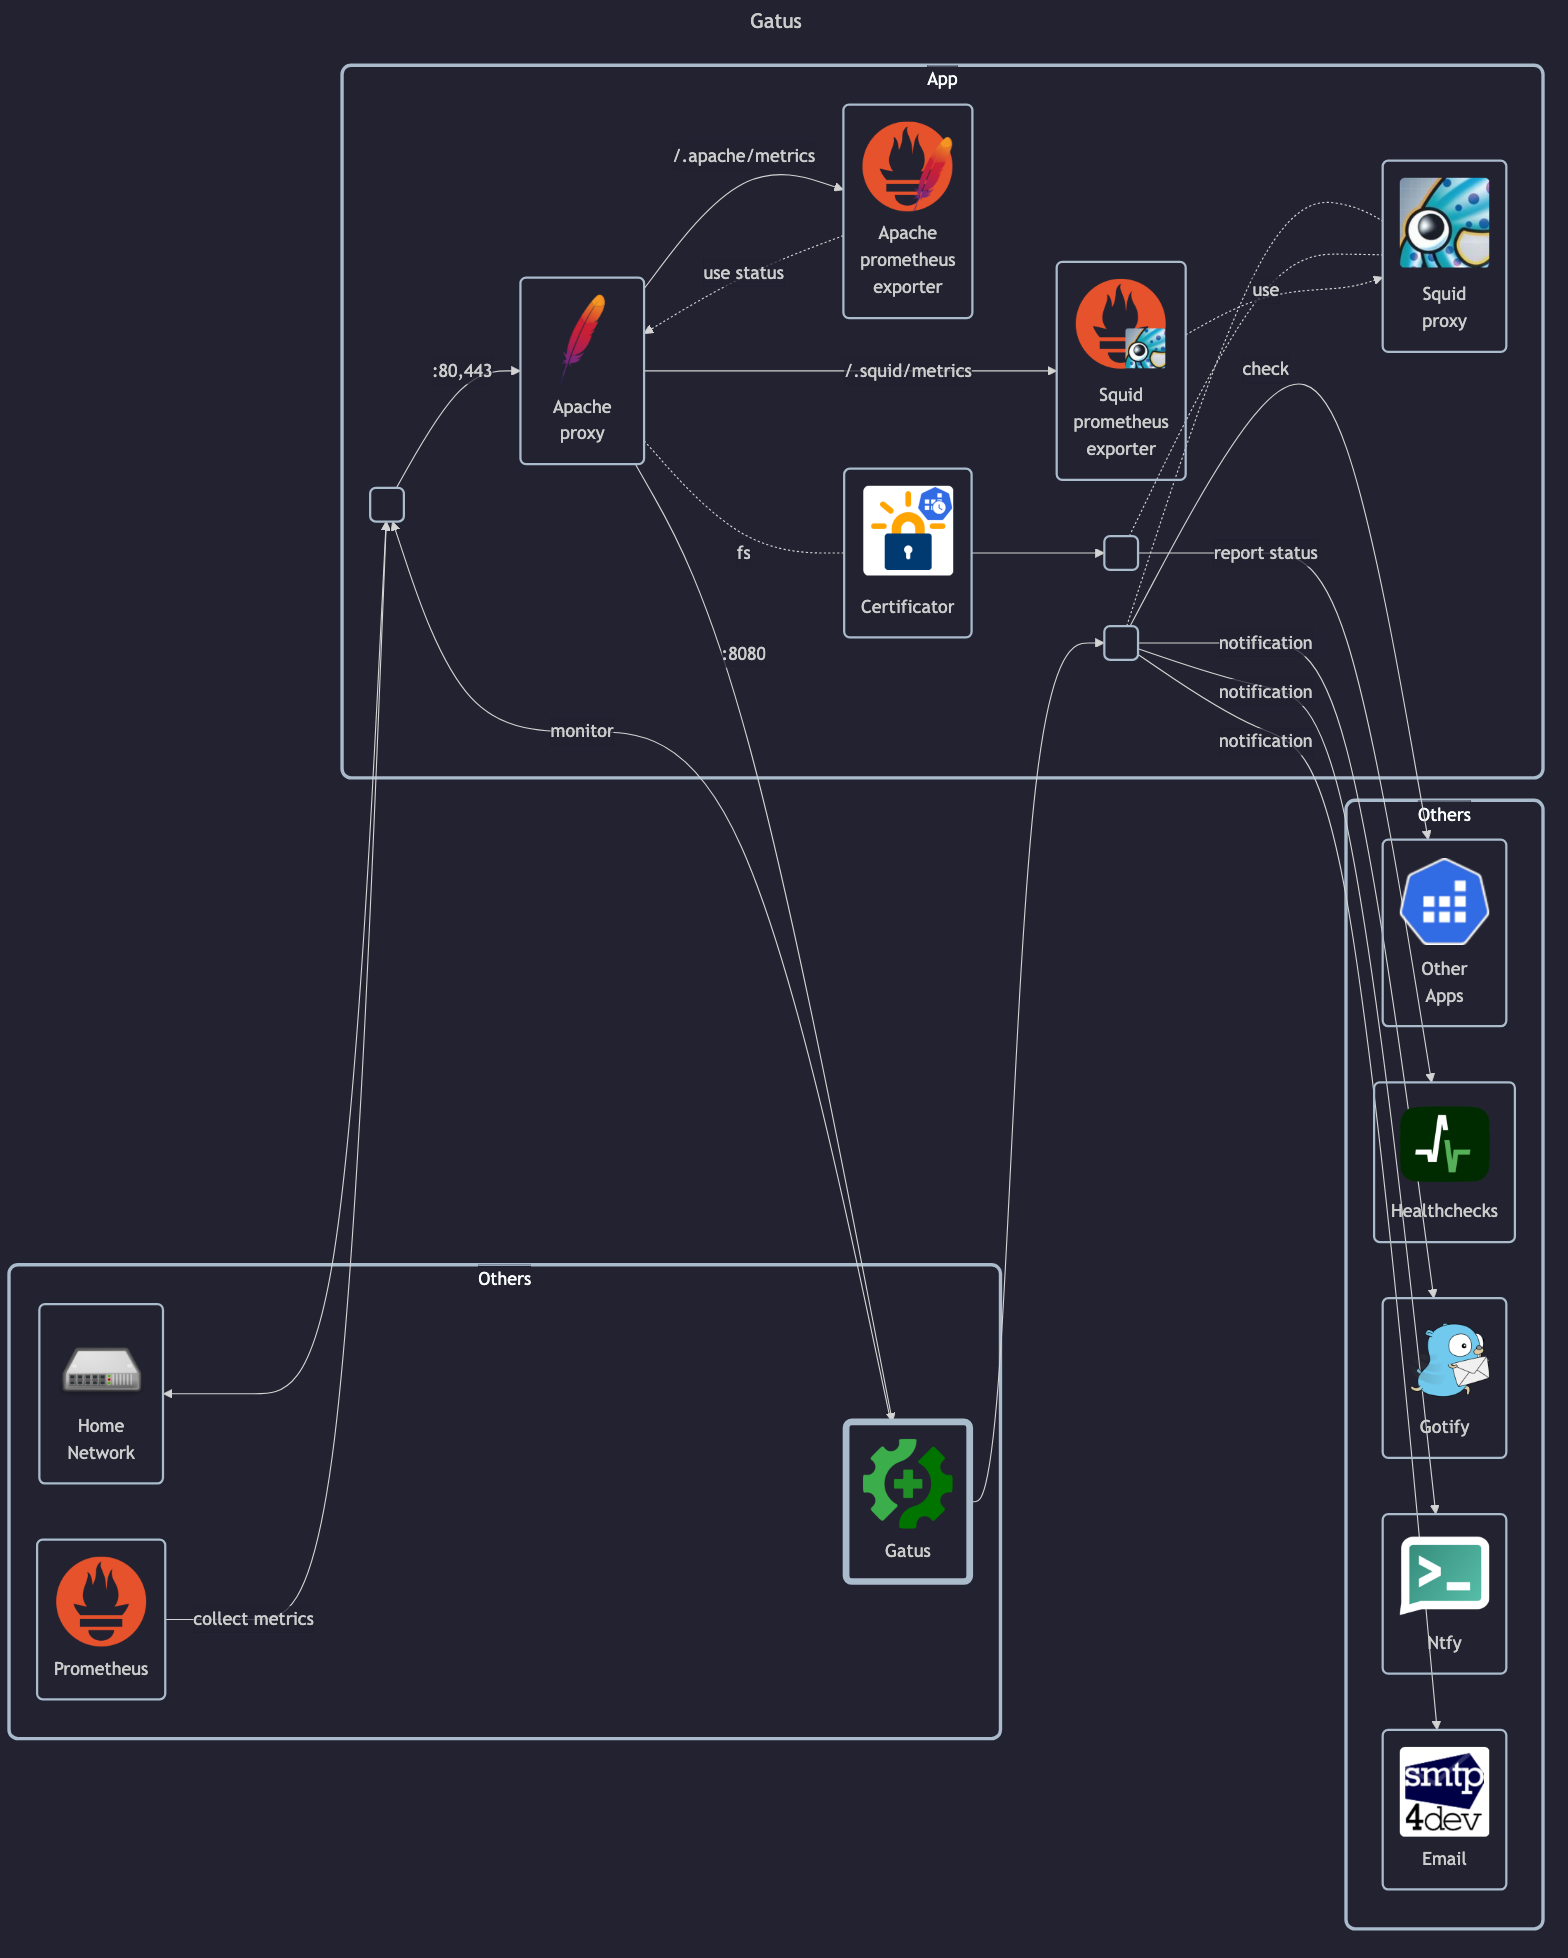 Gatus
App
/.apache/metrics
Apache
prometheus
exporter
use status
Squid
proxy
use
:80,443
Apache
proxy
/.squid/metrics
Squid
prometheus
exporter
check
fs
Certificator
report status
:8080
notification
notification
notification
monitor
Others
Other
Apps
Healthchecks
Gotify
Ntfy
smtp
4dev
Email
Others
Home
Network
Gatus
collect metrics
Prometheus